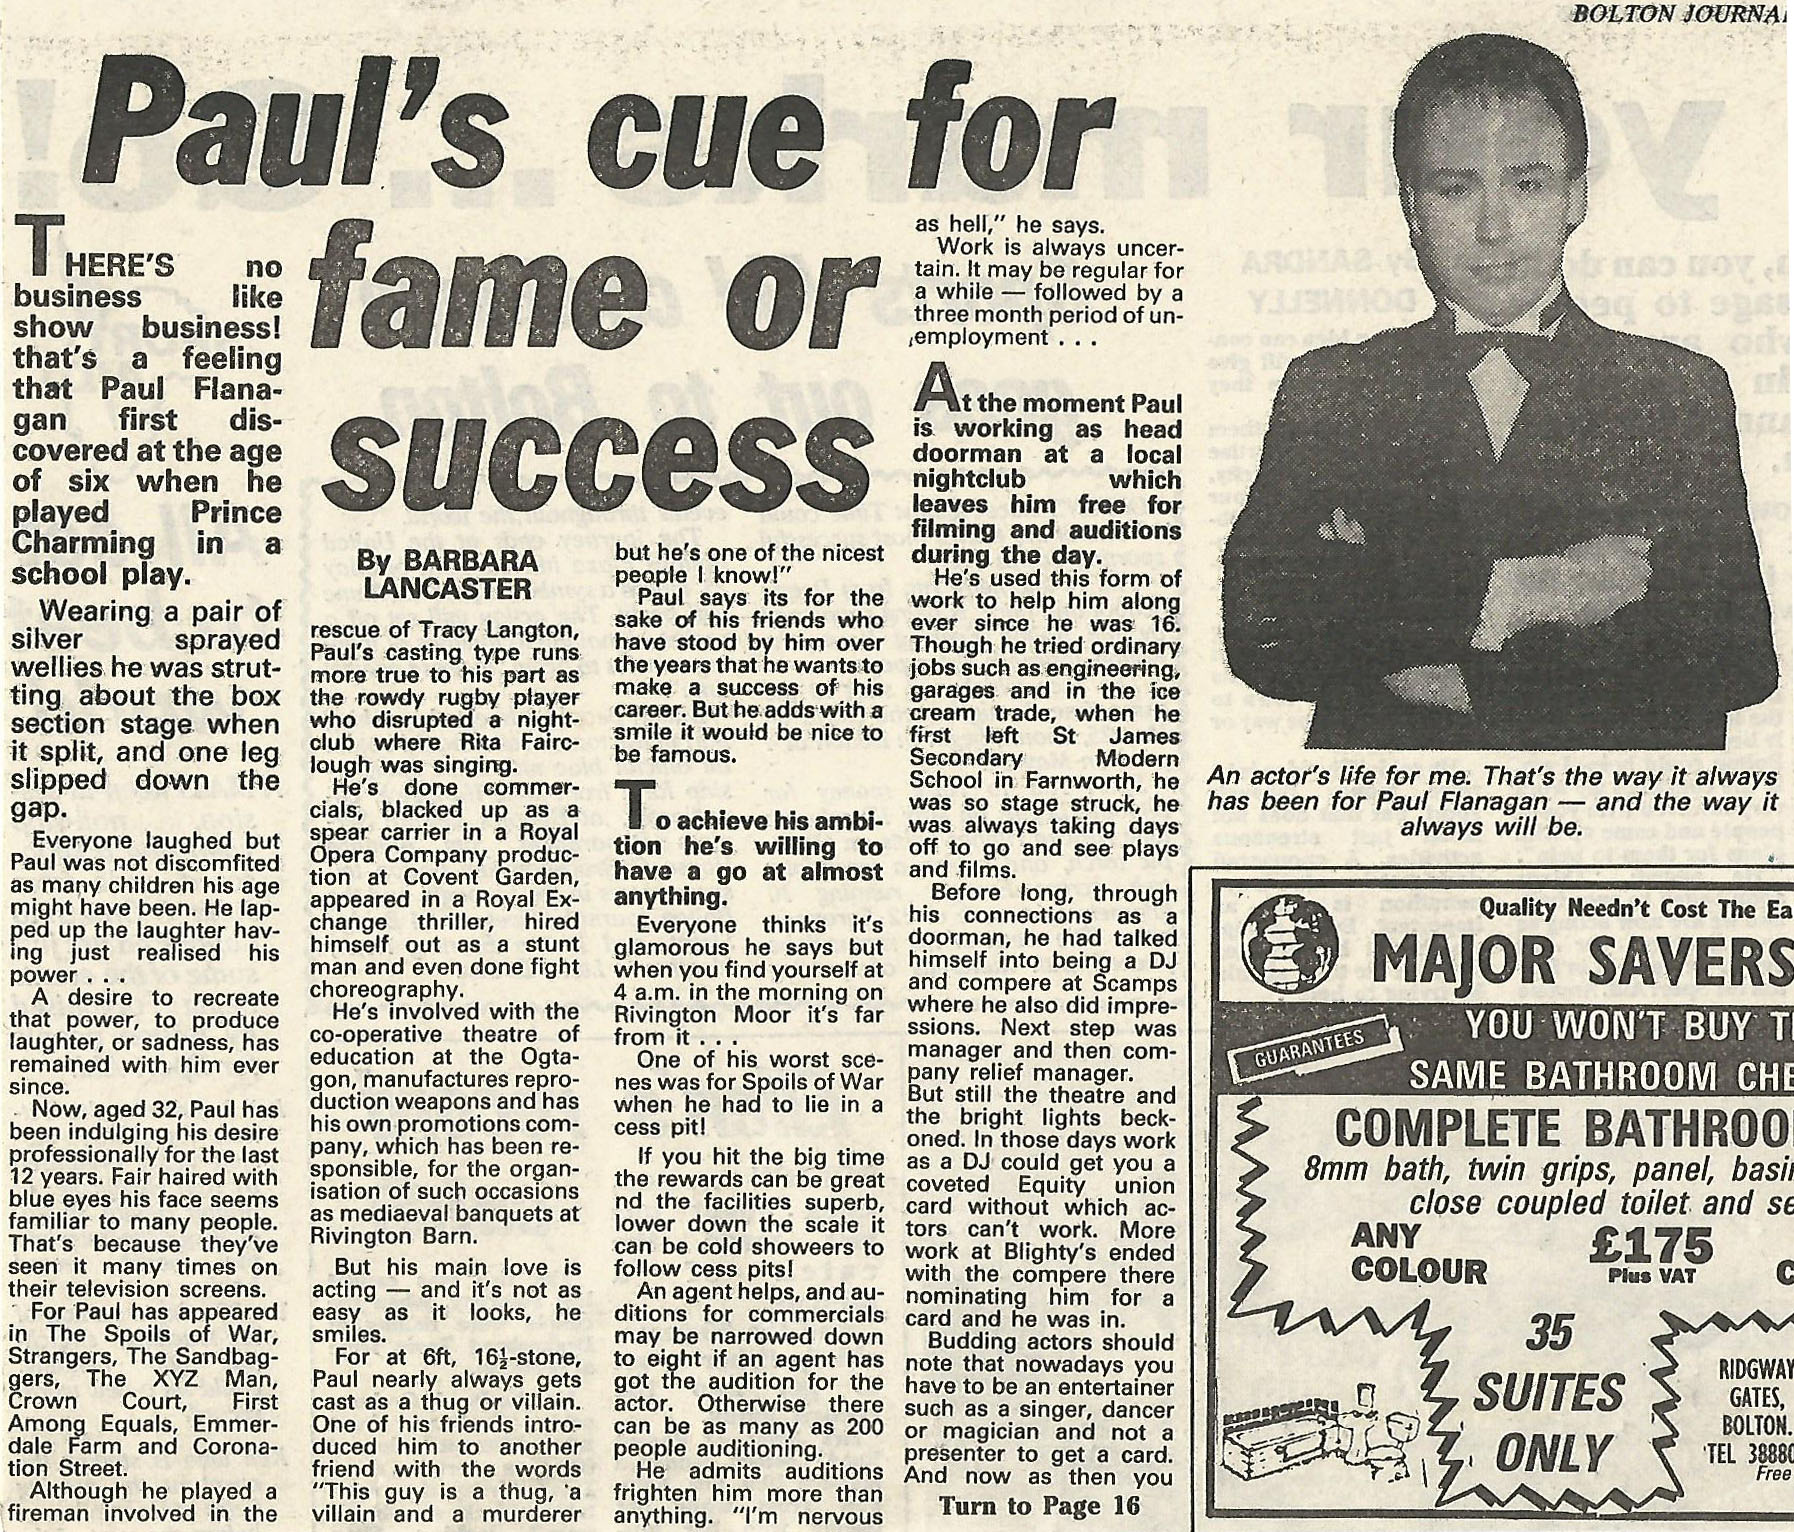 BOLTON JOURNAL
Paul's cue for
fame or
success
THERE'S no
business like
show business!
that's a feeling
that Paul Flana-
gan first dis-
covered at the age
of six when he
played Prince
Charming in a
school play.
Wearing a pair of
silver sprayed
wellies he was strut-
ting about the box
section stage when
it split, and one leg
slipped down the
gap.
Everyone laughed but
Paul was not discomfited
as many children his age
might have been. He lap-
ped up the laughter hav-
ing just realised his
power . . .
A desire to recreate
that power, to produce
laughter, or sadness, has
remained with him ever
since.
Now, aged 32, Paul has
been indulging his desire
professionally for the last
12 years. Fair haired with
blue eyes his face seems
familiar to many people.
That's because they've
seen it many times on
their television screens.
For Paul has appeared
in The Spoils of War,
Strangers, The Sandbag-
gers, The XYZ Man,
Crown Court, First
Among Equals, Emmer-
dale Farm and Corona-
tion Street.
Although he played a
fireman involved in the
By BARBARA
LANCASTER
rescue of Tracy Langton,
Paul's casting type runs
more true to his part as
the rowdy rugby player
who disrupted a night-
club where Rita Fairc-
lough was singing.
He's done commer-
cials, blacked up as a
spear carrier in a Royal
Opera Company produc-
tion at Covent Garden,
appeared in a Royal Ex-
change thriller, hired
himself out as a stunt
man and even done fight
choreography.
He's involved with the
co-operative theatre of
education at the Ogta-
gon, manufactures repro-
duction weapons and has
his own promotions com-
pany, which has been re-
sponsible, for the organ-
isation of such occasions
as mediaeval banquets at
Rivington Barn.
But his main love is
acting — and it's not as
easy as it looks, he
smiles.
For at 6ft, 16½-stone,
Paul nearly always gets
cast as a thug or villain.
One of his friends intro-
duced him to another
friend with the words
"This guy is a thug, a
villain and a murderer
but he's one of the nicest
people I know!"
Paul says its for the
sake of his friends who
have stood by him over
the years that he wants to
make a success of his
career. But he adds with a
smile it would be nice to
be famous.
To achieve his ambi-
tion he's willing to
have a go at almost
anything.
Everyone thinks it's
glamorous he says but
when you find yourself at
4 a.m. in the morning on
Rivington Moor it's far
from it . . .
One of his worst sce-
nes was for Spoils of War
when he had to lie in a
cess pit!
If you hit the big time
the rewards can be great
nd the facilities superb,
lower down the scale it
can be cold showeers to
follow cess pits!
An agent helps, and au-
ditions for commercials
may be narrowed down
to eight if an agent has
got the audition for the
actor. Otherwise there
can be as many as 200
people auditioning.
He admits auditions
frighten him more than
anything. "I'm nervous
as hell," he says.
Work is always uncer-
tain. It may be regular for
a while — followed by a
three month period of un-
employment . . .
At the moment Paul
is working as head
doorman at a local
nightclub which
leaves him free for
filming and auditions
during the day.
He's used this form of
work to help him along
ever since he was 16.
Though he tried ordinary
jobs such as engineering,
garages and in the ice
cream trade, when he
first left St James
Secondary Modern
School in Farnworth, he
was so stage struck, he
was always taking days
off to go and see plays
and films.
Before long, through
his connections as a
doorman, he had talked
himself into being a DJ
and compere at Scamps
where he also did impre-
ssions. Next step was
manager and then com-
pany relief manager.
But still the theatre and
the bright lights beck-
oned. In those days work
as a DJ could get you a
coveted Equity union
card without which ac-
tors can't work. More
work at Blighty's ended
with the compere there
nominating him for a
card and he was in.
Budding actors should
note that nowadays you
have to be an entertainer
such as a singer, dancer
or magician and not a
presenter to get a card.
And now as then you
Turn to Page 16
An actor's life for me. That's the way it always
has been for Paul Flanagan — and the way it
always will be.
Quality Needn't Cost The Ea
MAJOR SAVERS
GUARANTEES
YOU WON'T BUY T
SAME BATHROOM CHE
COMPLETE BATHROO
8mm bath, twin grips, panel, basi
close coupled toilet and se
ANY
COLOUR
£175
Plus VAT
C
35
SUITES
ONLY
RIDGWAY
GATES,
BOLTON.
TEL 38880
Free